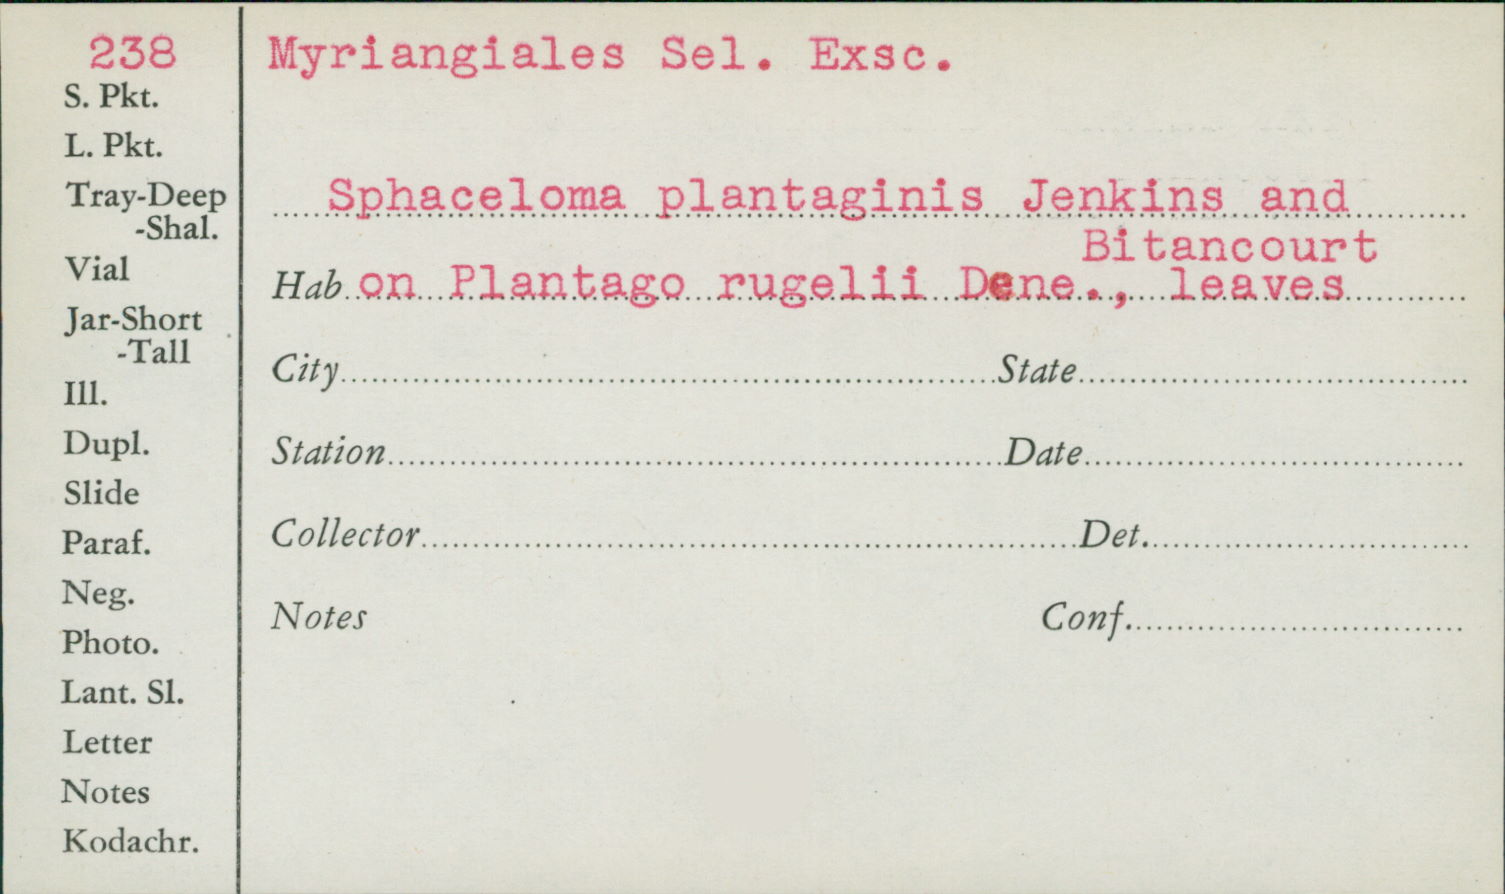 238
Myriangiales Sel. Exsc.
S. Pkt.
L. Pkt.
Tray-Deep
-Shal.
Vial
Jar-Short
-Tall
Ill.
Dupl.
Slide
Paraf.
Neg.
Photo.
Lant. Sl.
Letter
Notes
Kodachr.
Sphaceloma plantaginis Jenkins and
Bitancourt
Hab on Plantago rugelii Dene., leaves
City State
Station Date
Collector Det.
Notes Conf.